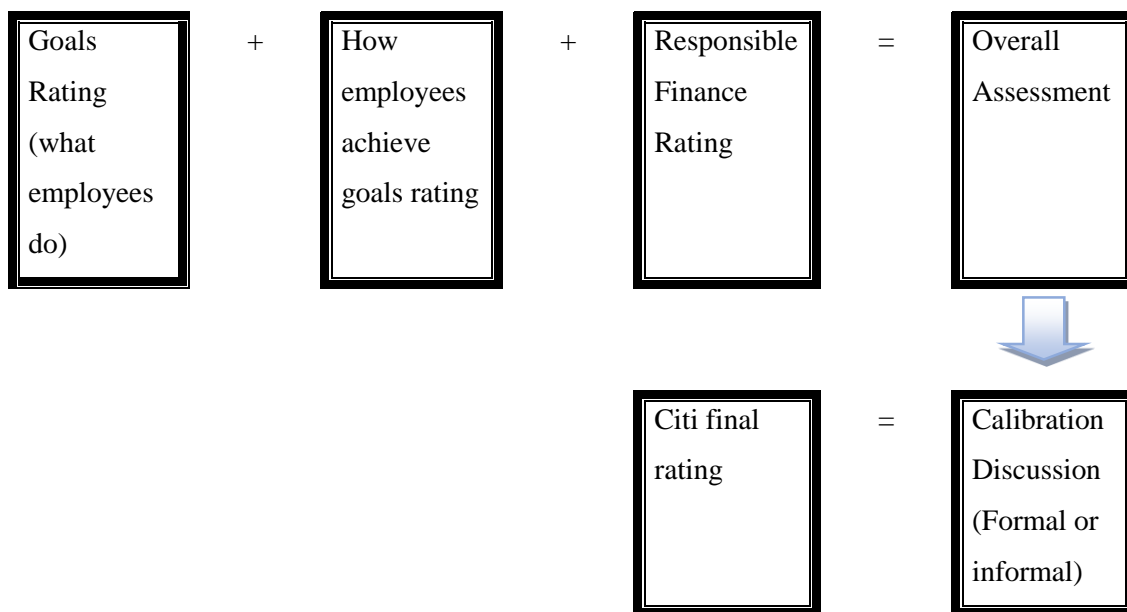 Goals
Rating
(what
employees
do)
+
How
employees
achieve
goals rating
+
Responsible
Finance
Rating
=
Overall
Assessment
Citi final
rating
=
Calibration
Discussion
(Formal or
informal)